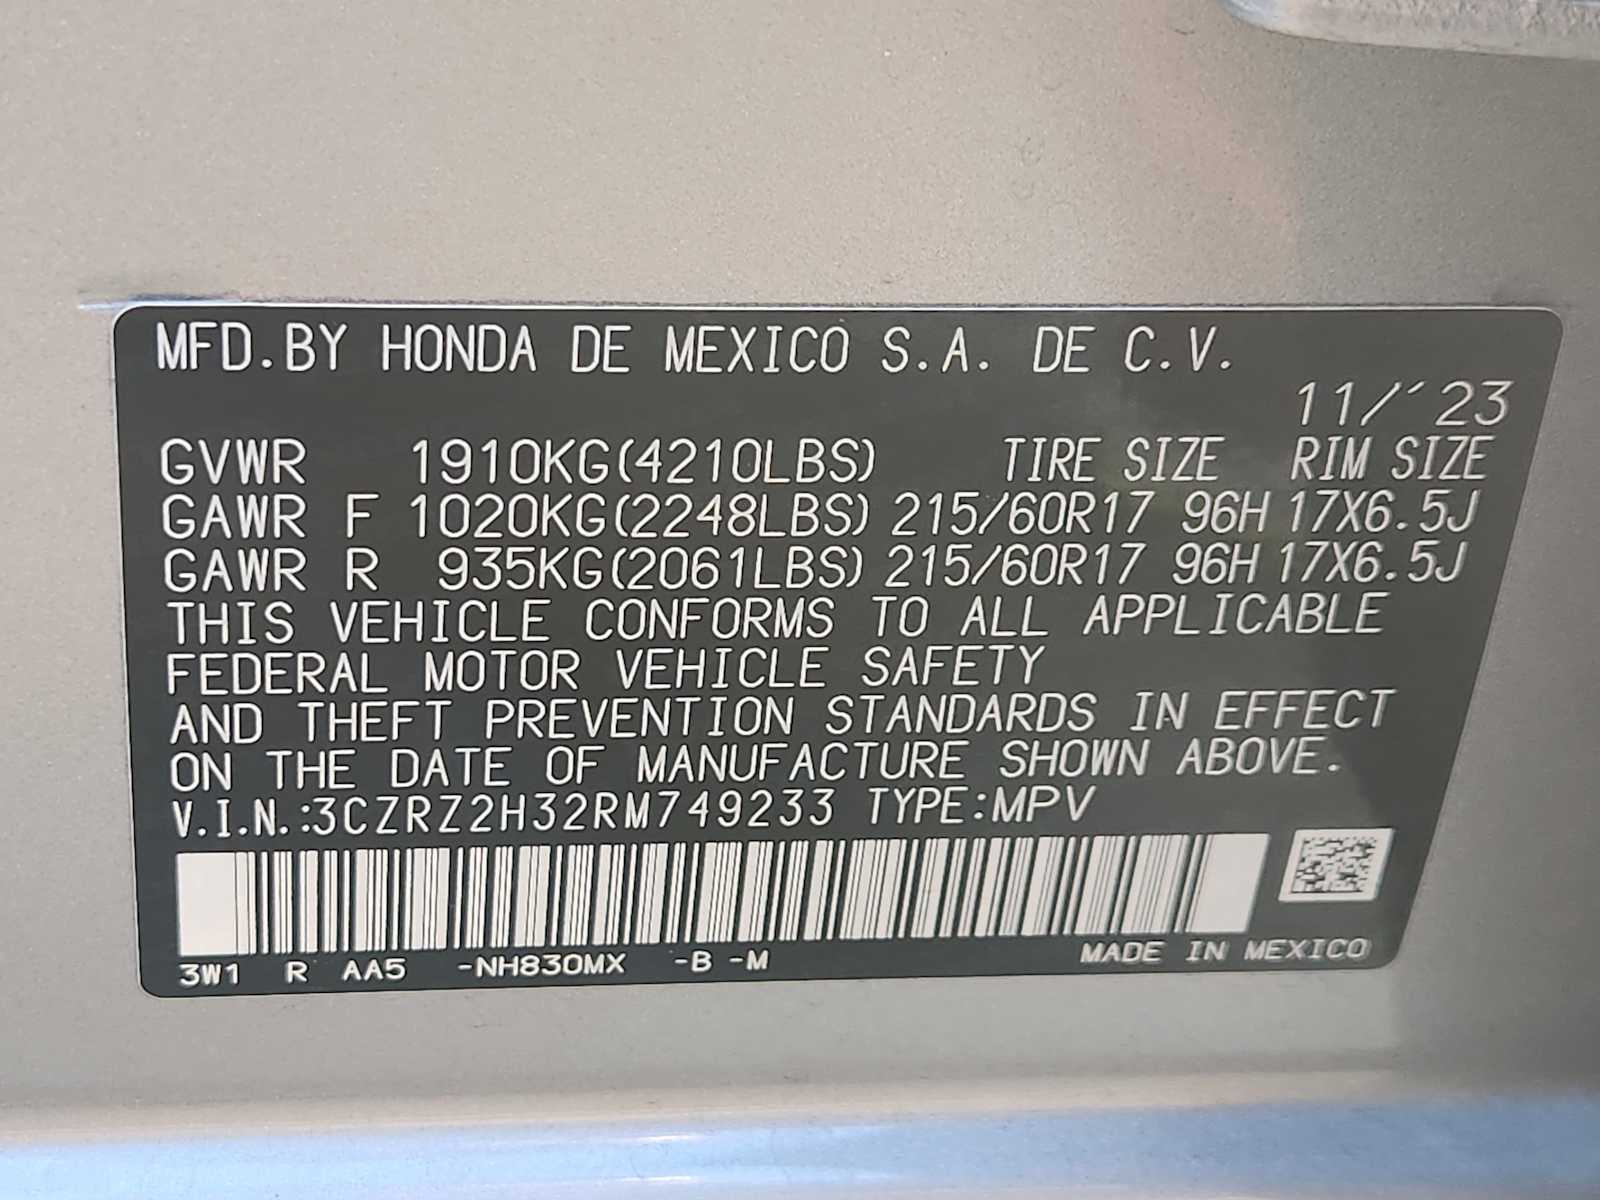 MFD.BY HONDA DE MEXICO S.A. DE C.V.
11/´23
GVWR 1910KG(4210LBS) TIRE SIZE RIM SIZE
GAWR F 1020KG(2248LBS) 215/60R17 96H 17X6.5J
GAWR R 935KG(2061LBS) 215/60R17 96H 17X6.5J
THIS VEHICLE CONFORMS TO ALL APPLICABLE
FEDERAL MOTOR VEHICLE SAFETY
AND THEFT PREVENTION STANDARDS IN EFFECT
ON THE DATE OF MANUFACTURE SHOWN ABOVE.
V.I.N.:3CZRZ2H32RM749233 TYPE:MPV
3W1 R AA5 -NH830MX -B -M MADE IN MEXICO